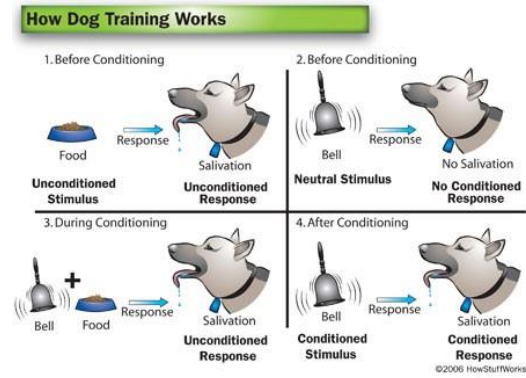 How Dog Training Works
1. Before Conditioning
Food
Response
Salivation
Unconditioned
Stimulus
Unconditioned
Response
2. Before Conditioning
Bell
Response
No Salivation
Neutral Stimulus
No Conditioned
Response
3. During Conditioning
+
Bell
Food
Response
Salivation
Unconditioned
Response
4. After Conditioning
Bell
Response
Salivation
Conditioned
Stimulus
Conditioned
Response
©2006 HowStuffWorks